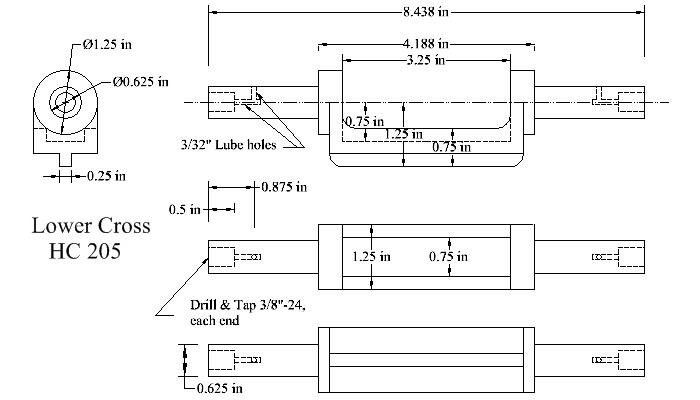 8.438 in
4.188 in
3.25 in
Ø1.25 in
Ø0.625 in
0.75 in
1.25 in
0.75 in
3/32" Lube holes
0.25 in
0.875 in
0.5 in
Lower Cross
HC 205
1.25 in
0.75 in
Drill & Tap 3/8"-24,
each end
0.625 in